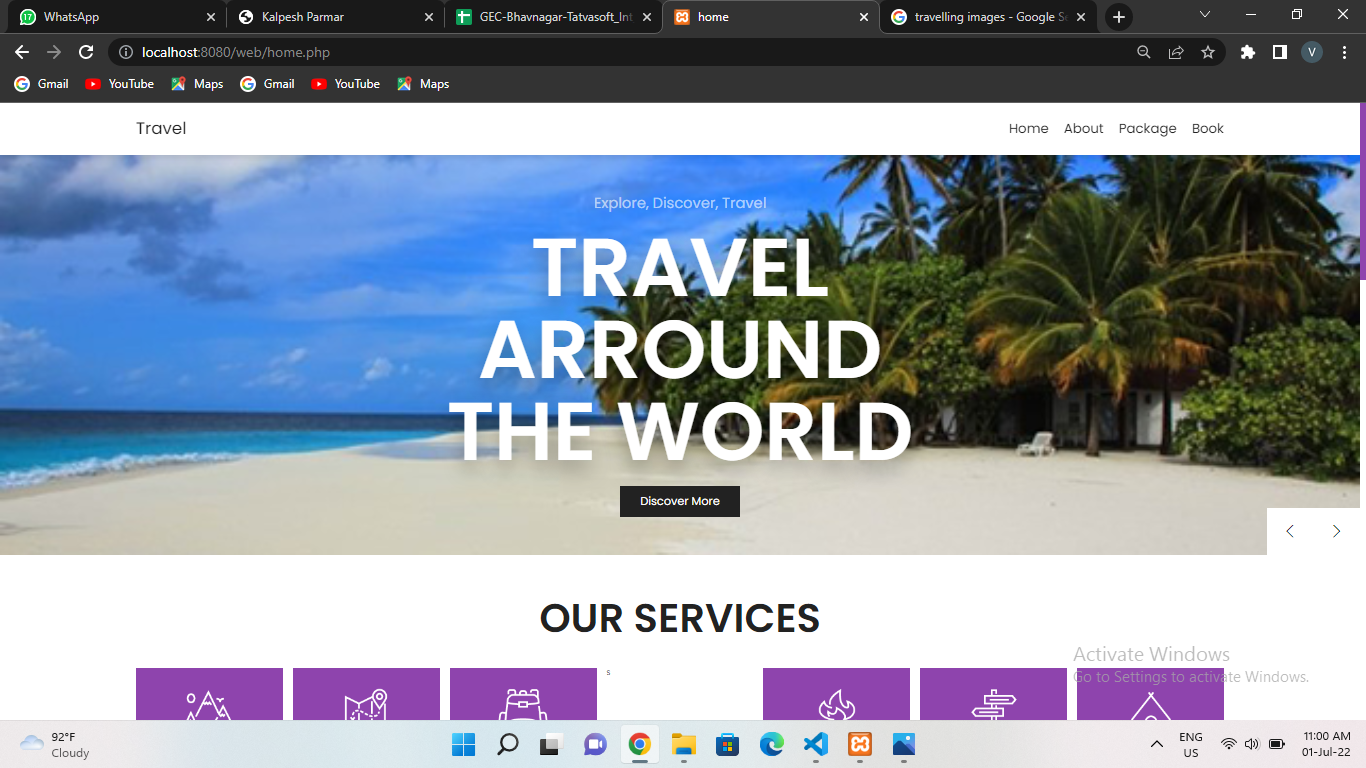 17
WhatsApp
Kalpesh Parmar
GEC-Bhavnagar-Tatvasoft_Int
home
travelling images - Google Se
localhost:8080/web/home.php
V
Gmail
YouTube
Maps
Gmail
YouTube
Maps
Travel
Home
About
Package
Book
Explore, Discover, Travel
TRAVEL
ARROUND
THE WORLD
Discover More
OUR SERVICES
s
Activate Windows
Go to Settings to activate Windows.
92°F
Cloudy
ENG
US
11:00 AM
01-Jul-22